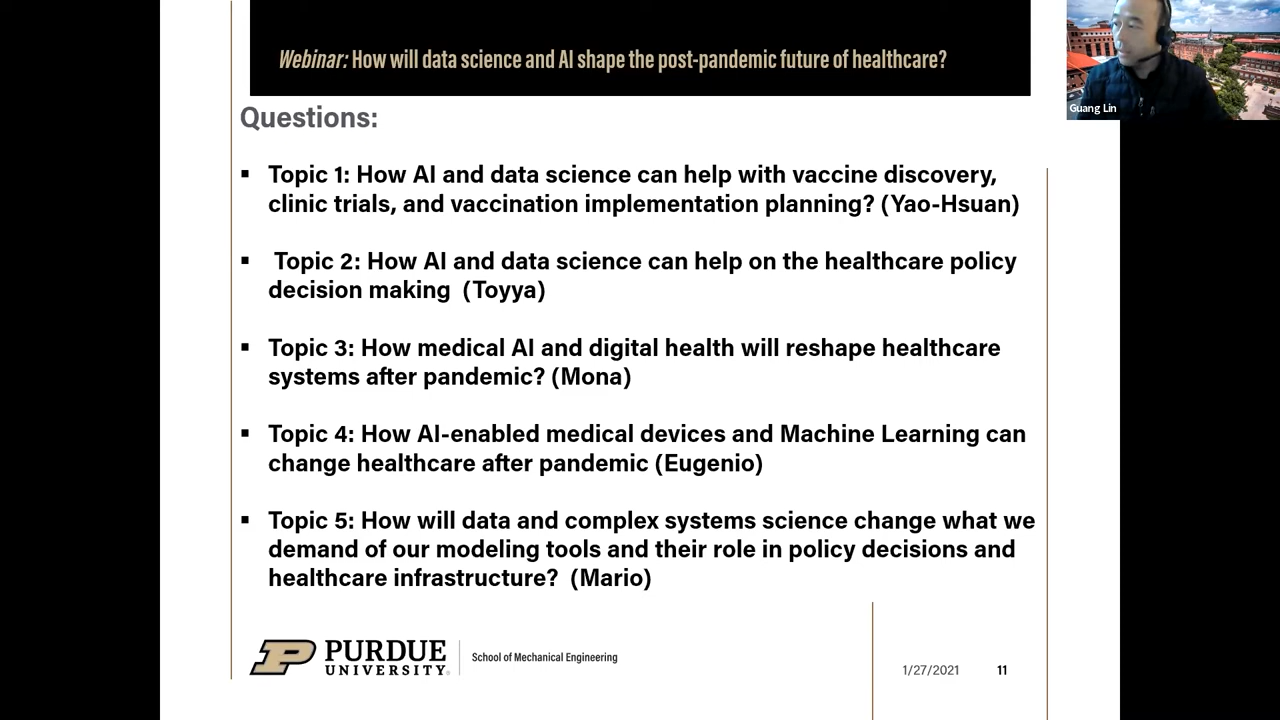 Webinar: How will data science and AI shape the post-pandemic future of healthcare?
Guang Lin
Questions:
▪ Topic 1: How AI and data science can help with vaccine discovery,
clinic trials, and vaccination implementation planning? (Yao-Hsuan)
▪ Topic 2: How AI and data science can help on the healthcare policy
decision making (Toyya)
▪ Topic 3: How medical AI and digital health will reshape healthcare
systems after pandemic? (Mona)
▪ Topic 4: How AI-enabled medical devices and Machine Learning can
change healthcare after pandemic (Eugenio)
▪ Topic 5: How will data and complex systems science change what we
demand of our modeling tools and their role in policy decisions and
healthcare infrastructure? (Mario)
P PURDUE
UNIVERSITY®
School of Mechanical Engineering
1/27/2021
11